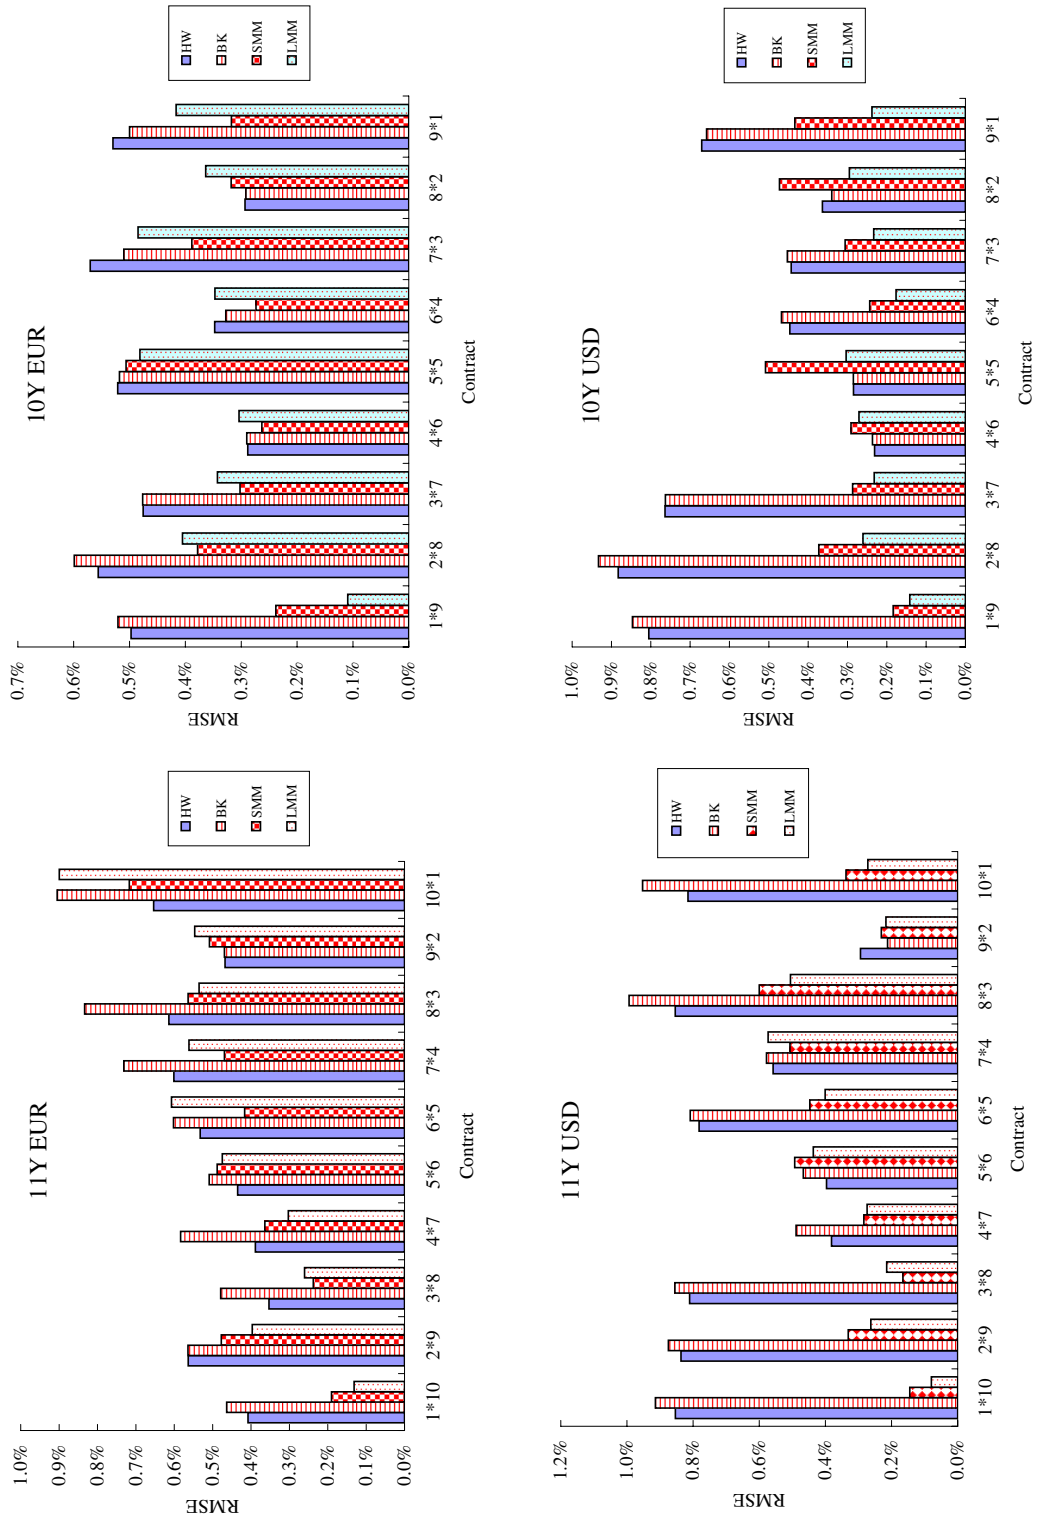 11Y EUR
1.0%
0.9%
0.8%
0.7%
0.6%
0.5%
0.4%
0.3%
0.2%
0.1%
0.0%
RMSE
1*10 2*9 3*8 4*7 5*6 6*5 7*4 8*3 9*2 10*1
Contract
HW
BK
SMM
LMM
10Y EUR
0.7%
0.6%
0.5%
0.4%
0.3%
0.2%
0.1%
0.0%
RMSE
1*9 2*8 3*7 4*6 5*5 6*4 7*3 8*2 9*1
Contract
HW
BK
SMM
LMM
11Y USD
1.2%
1.0%
0.8%
0.6%
0.4%
0.2%
0.0%
RMSE
1*10 2*9 3*8 4*7 5*6 6*5 7*4 8*3 9*2 10*1
Contract
HW
BK
SMM
LMM
10Y USD
1.0%
0.9%
0.8%
0.7%
0.6%
0.5%
0.4%
0.3%
0.2%
0.1%
0.0%
RMSE
1*9 2*8 3*7 4*6 5*5 6*4 7*3 8*2 9*1
Contract
HW
BK
SMM
LMM